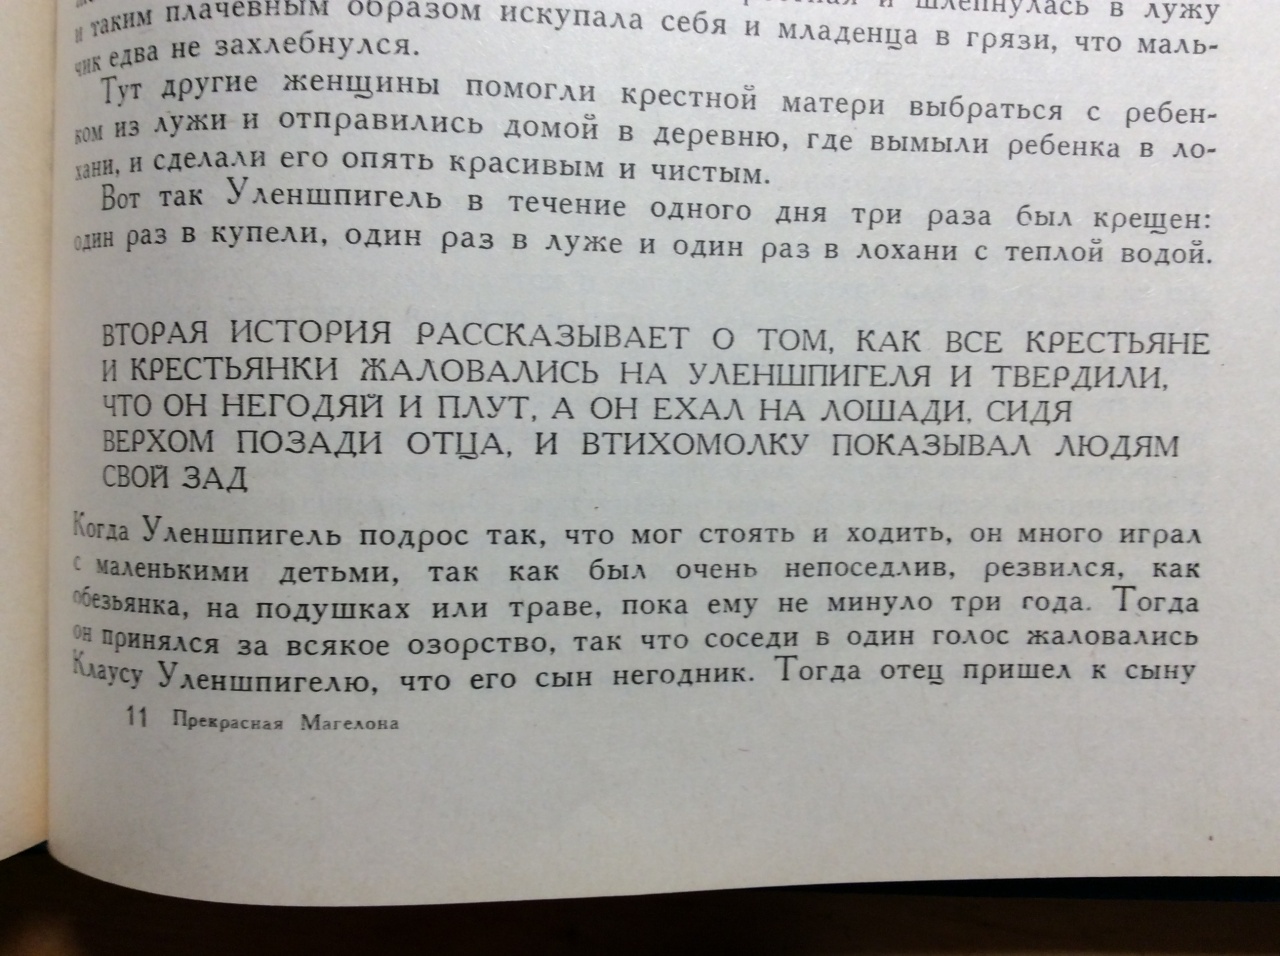 и шлепнулась в лужу
и таким плачевным образом искупала себя и младенца в грязи, что маль-
чик едва не захлебнулся.
Тут другие женщины помогли крестной матери выбраться с ребен-
ком из лужи и отправились домой в деревню, где вымыли ребенка в ло-
хани, и сделали его опять красивым и чистым.
Вот так Уленшпигель в течение одного дня три раза был крещен:
один раз в купели, один раз в луже и один раз в лохани с теплой водой.
ВТОРАЯ ИСТОРИЯ РАССКАЗЫВАЕТ О ТОМ, КАК ВСЕ КРЕСТЬЯНЕ
И КРЕСТЬЯНКИ ЖАЛОВАЛИСЬ НА УЛЕНШПИГЕЛЯ И ТВЕРДИЛИ,
ЧТО ОН НЕГОДЯЙ И ПЛУТ, А ОН ЕХАЛ НА ЛОШАДИ, СИДЯ
ВЕРХОМ ПОЗАДИ ОТЦА, И ВТИХОМОЛКУ ПОКАЗЫВАЛ ЛЮДЯМ
СВОЙ ЗАД
Когда Уленшпигель подрос так, что мог стоять и ходить, он много играл
с маленькими детьми, так как был очень непоседлив, резвился, как
обезьянка, на подушках или траве, пока ему не минуло три года. Тогда
он принялся за всякое озорство, так что соседи в один голос жаловались
Клаусу Уленшпигелю, что его сын негодник. Тогда отец пришел к сыну
11 Прекрасная Магелона